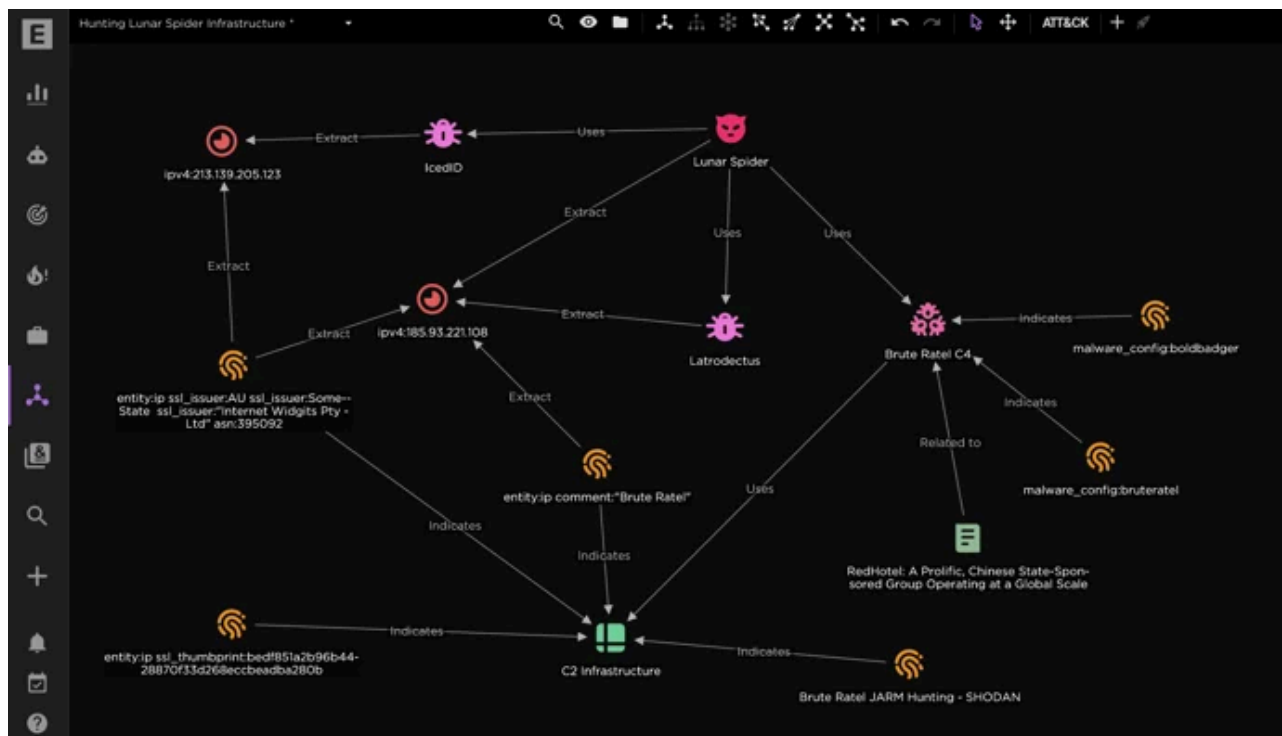 E
Hunting Lunar Spider Infrastructure *
ATT&CK
Extract
Uses
ipv4:213.139.205.123
IcedID
Lunar Spider
Extract
Uses
Uses
Extract
Extract
Extract
Indicates
ipv4:185.93.221.108
Latrodectus
Brute Ratel C4
malware_config:boldbadger
entity:ip ssl_issuer:AU ssl_issuer:Some--
State ssl_issuer:"Internet Widgits Pty -
Ltd" asn:395092
Extract
Indicates
Related to
entity:ip comment:"Brute Ratel"
malware_config:bruteratel
Uses
Indicates
Indicates
RedHotel: A Prolific, Chinese State-Spon-
sored Group Operating at a Global Scale
Indicates
entity:ip ssl_thumbprint:bedf851a2b96b44-
28870f33d268eccbeadba280b
C2 Infrastructure
Indicates
Brute Ratel JARM Hunting - SHODAN